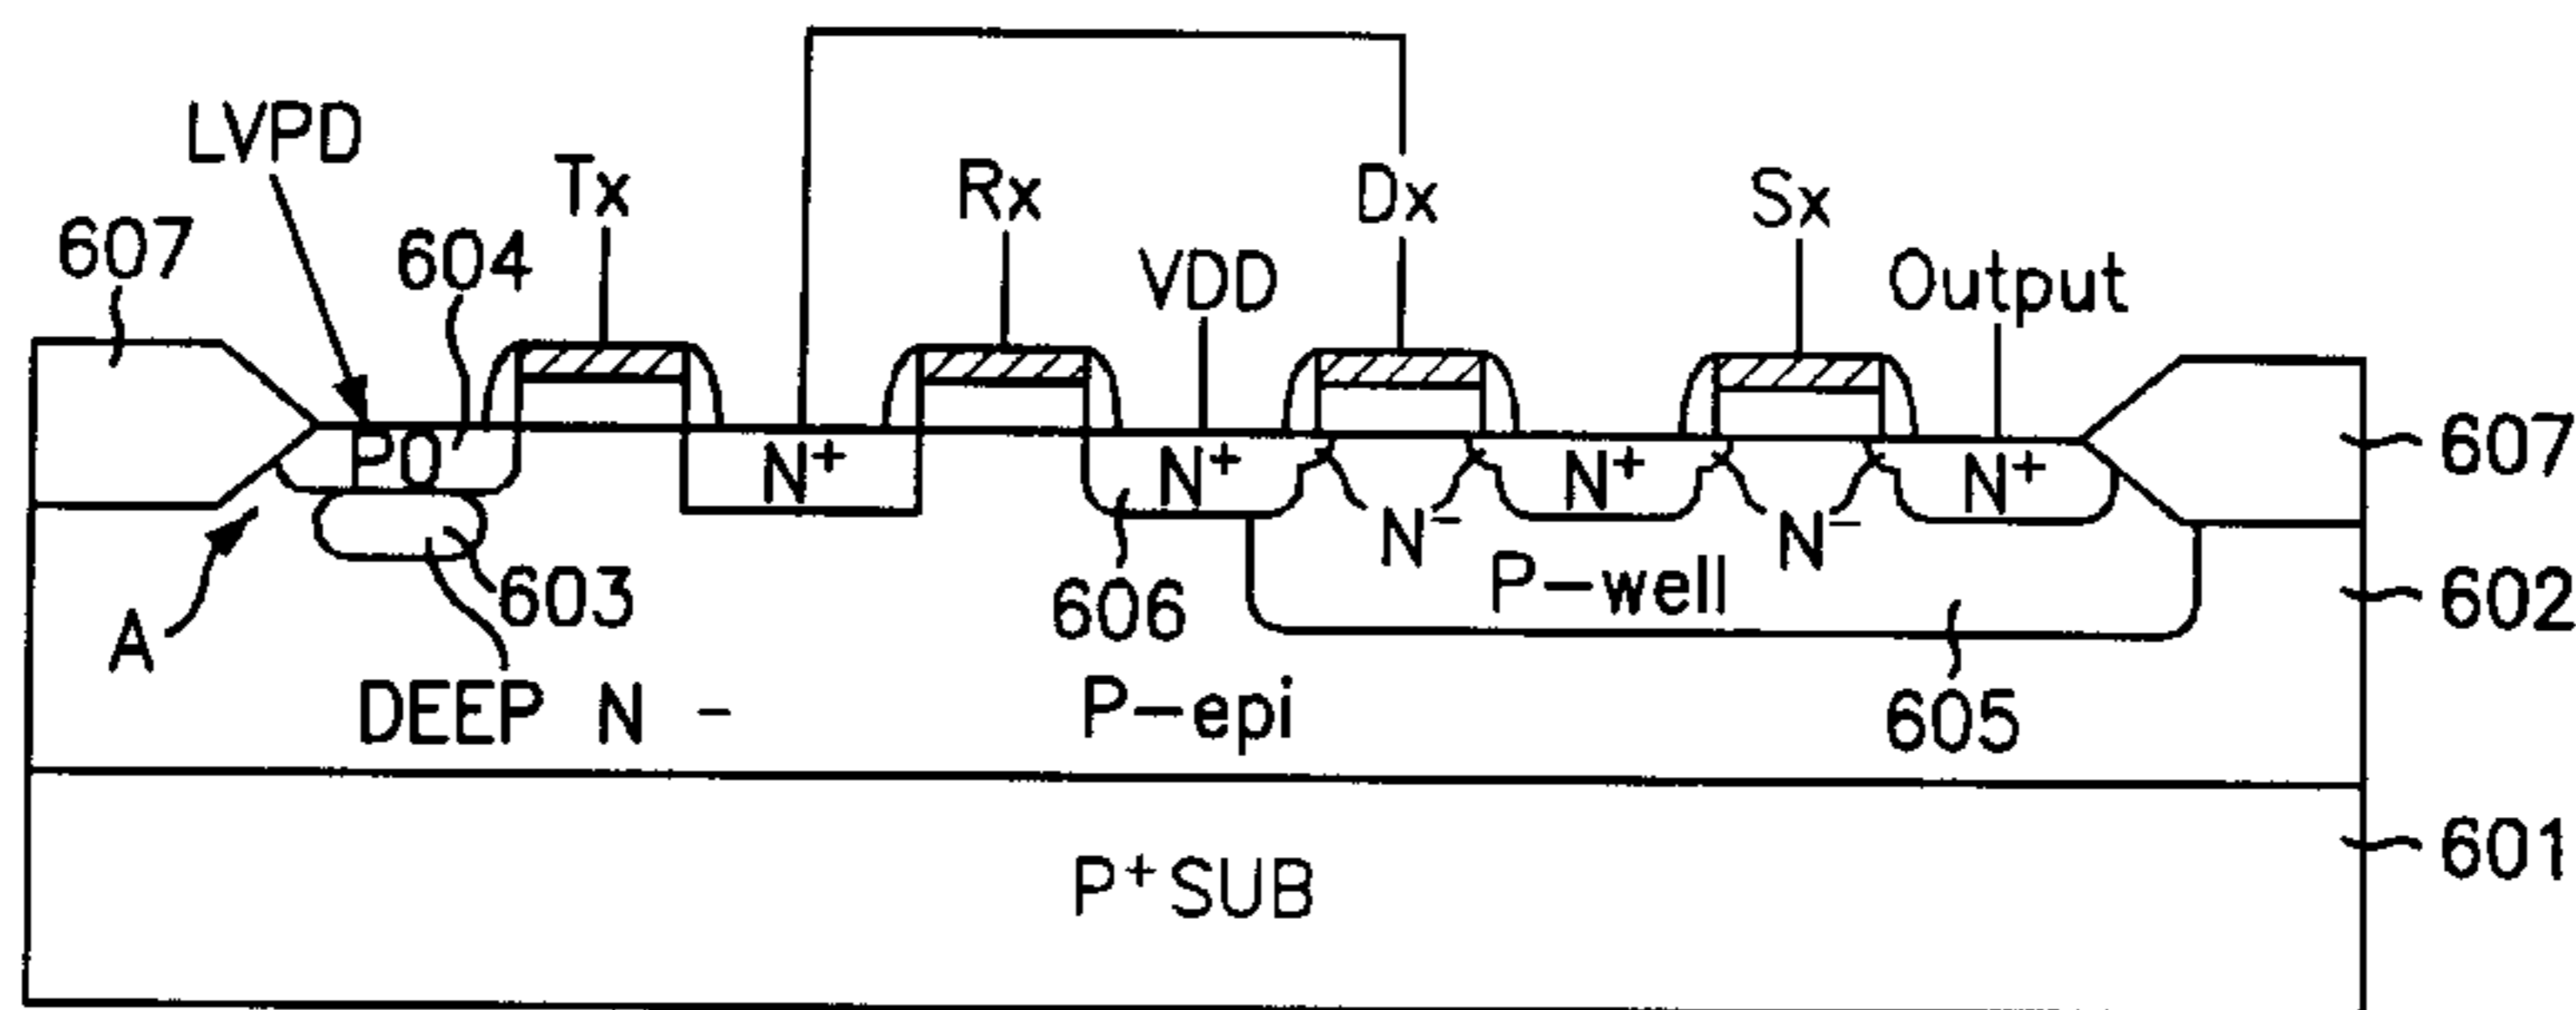 LVPD
Tx
Rx
Dx
Sx
607
604
VDD
Output
P0
N⁺
N⁺
N⁺
N⁺
607
N⁻
N⁻
A
603
606
P-well
602
DEEP N -
P-epi
605
P⁺SUB
601